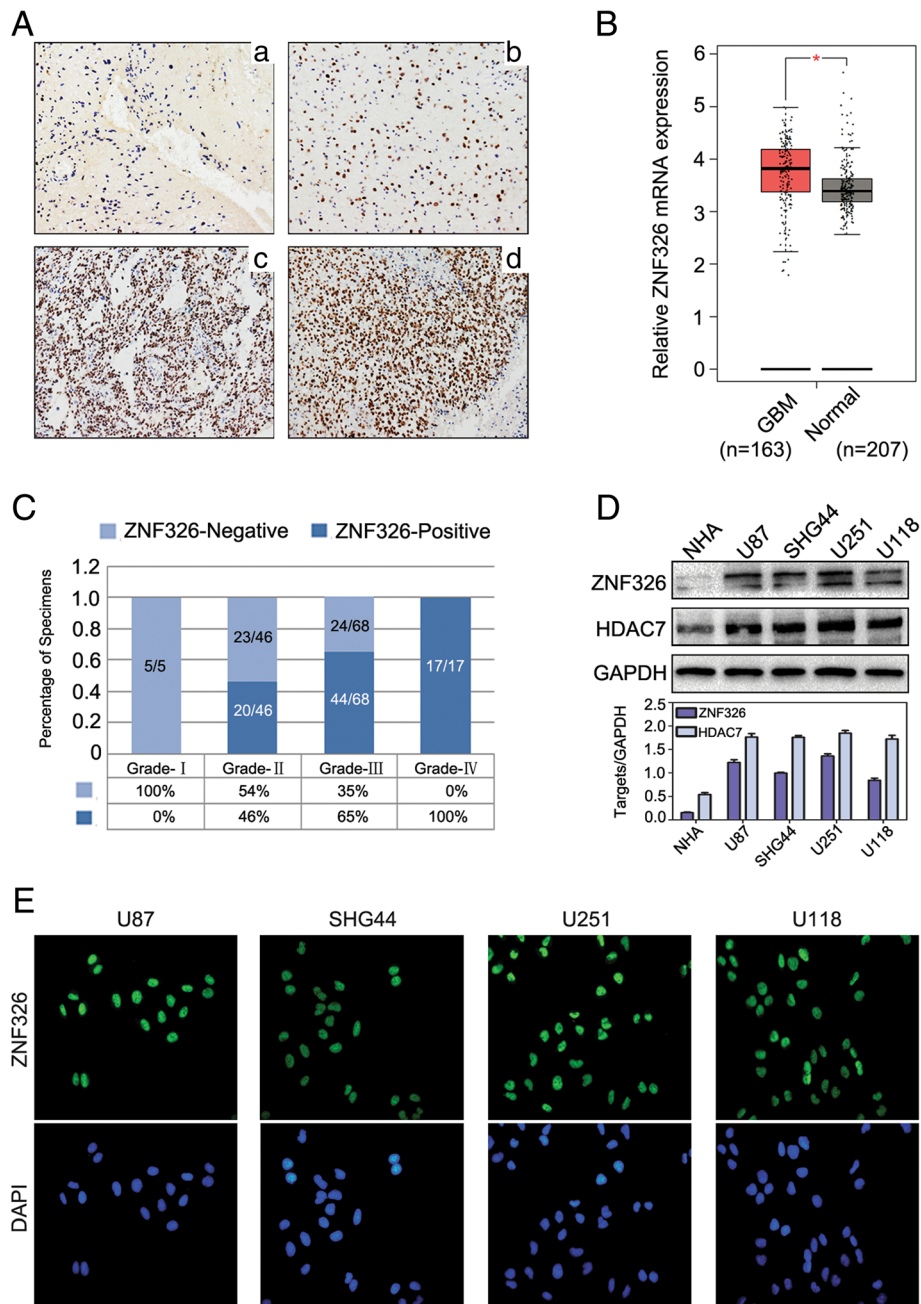 A
a
b
c
d
B
Relative ZNF326 mRNA expression
6
5
4
3
2
1
0
*
GBM
Normal
(n=163)
(n=207)
C
ZNF326-Negative
ZNF326-Positive
Percentage of Specimens
1.2
1.0
0.8
0.6
0.4
0.2
0
5/5
23/46
20/46
24/68
44/68
17/17
Grade- I
Grade-II
Grade-III
Grade-IV
100%
54%
35%
0%
0%
46%
65%
100%
D
NHA
U87
SHG44
U251
U118
ZNF326
HDAC7
GAPDH
Targets/GAPDH
2.5
2.0
1.5
1.0
0.5
0.0
ZNF326
HDAC7
NHA
U87
SHG44
U251
U118
E
U87
SHG44
U251
U118
ZNF326
DAPI